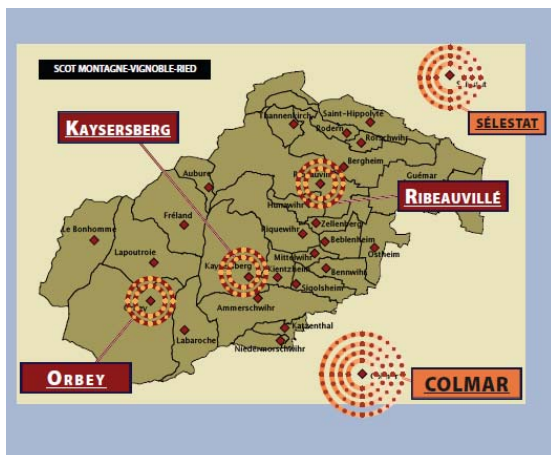 SCOT MONTAGNE-VIGNOBLE-RIED
SÉLESTAT
KAYSERSBERG
Thannenkirch
Saint-Hippolyte
Rodern
Rorschwihr
Bergheim
Guémar
Aubure
RIBEAUVILLÉ
Hunawihr
Fréland
Zellenberg
Le Bonhomme
Riquewihr
Beblenheim
Ostheim
Lapoutroie
Mittelwihr
Bennwihr
Kientzheim
Sigolsheim
Ammerschwihr
Katzenthal
Labaroche
Niedermorschwihr
ORBEY
COLMAR